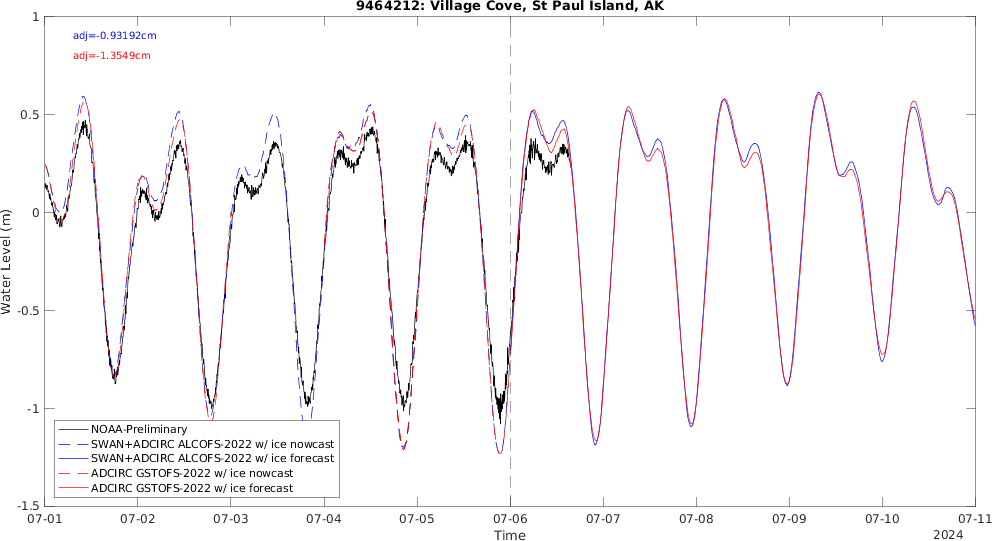 9464212: Village Cove, St Paul Island, AK
adj=-0.93192cm
adj=-1.3549cm
1
0.5
0
-0.5
-1
-1.5
Water Level (m)
NOAA-Preliminary
SWAN+ADCIRC ALCOFS-2022 w/ ice nowcast
SWAN+ADCIRC ALCOFS-2022 w/ ice forecast
ADCIRC GSTOFS-2022 w/ ice nowcast
ADCIRC GSTOFS-2022 w/ ice forecast
07-01 07-02 07-03 07-04 07-05 07-06 07-07 07-08 07-09 07-10 07-11
Time
2024